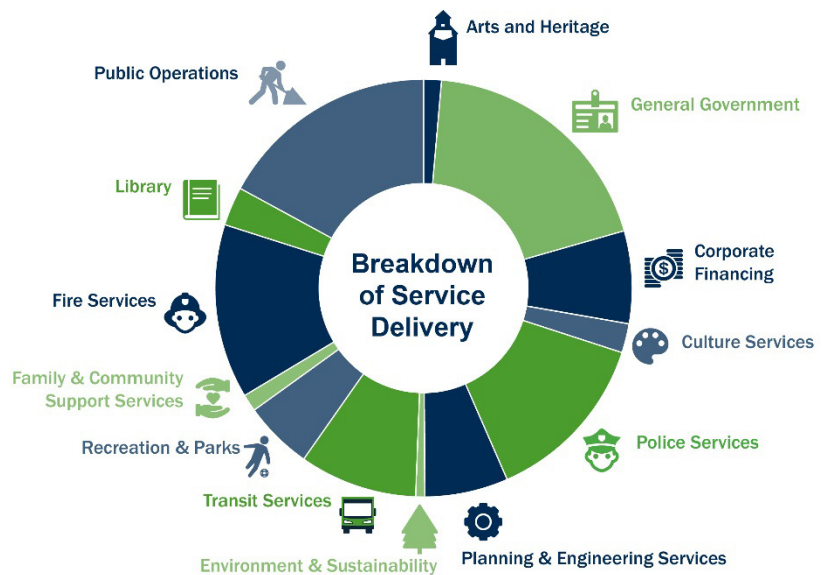 Arts and Heritage
General Government
Corporate
Financing
Culture Services
Police Services
Planning & Engineering Services
Environment & Sustainability
Transit Services
Recreation & Parks
Family & Community
Support Services
Fire Services
Library
Public Operations
Breakdown
of Service
Delivery
$